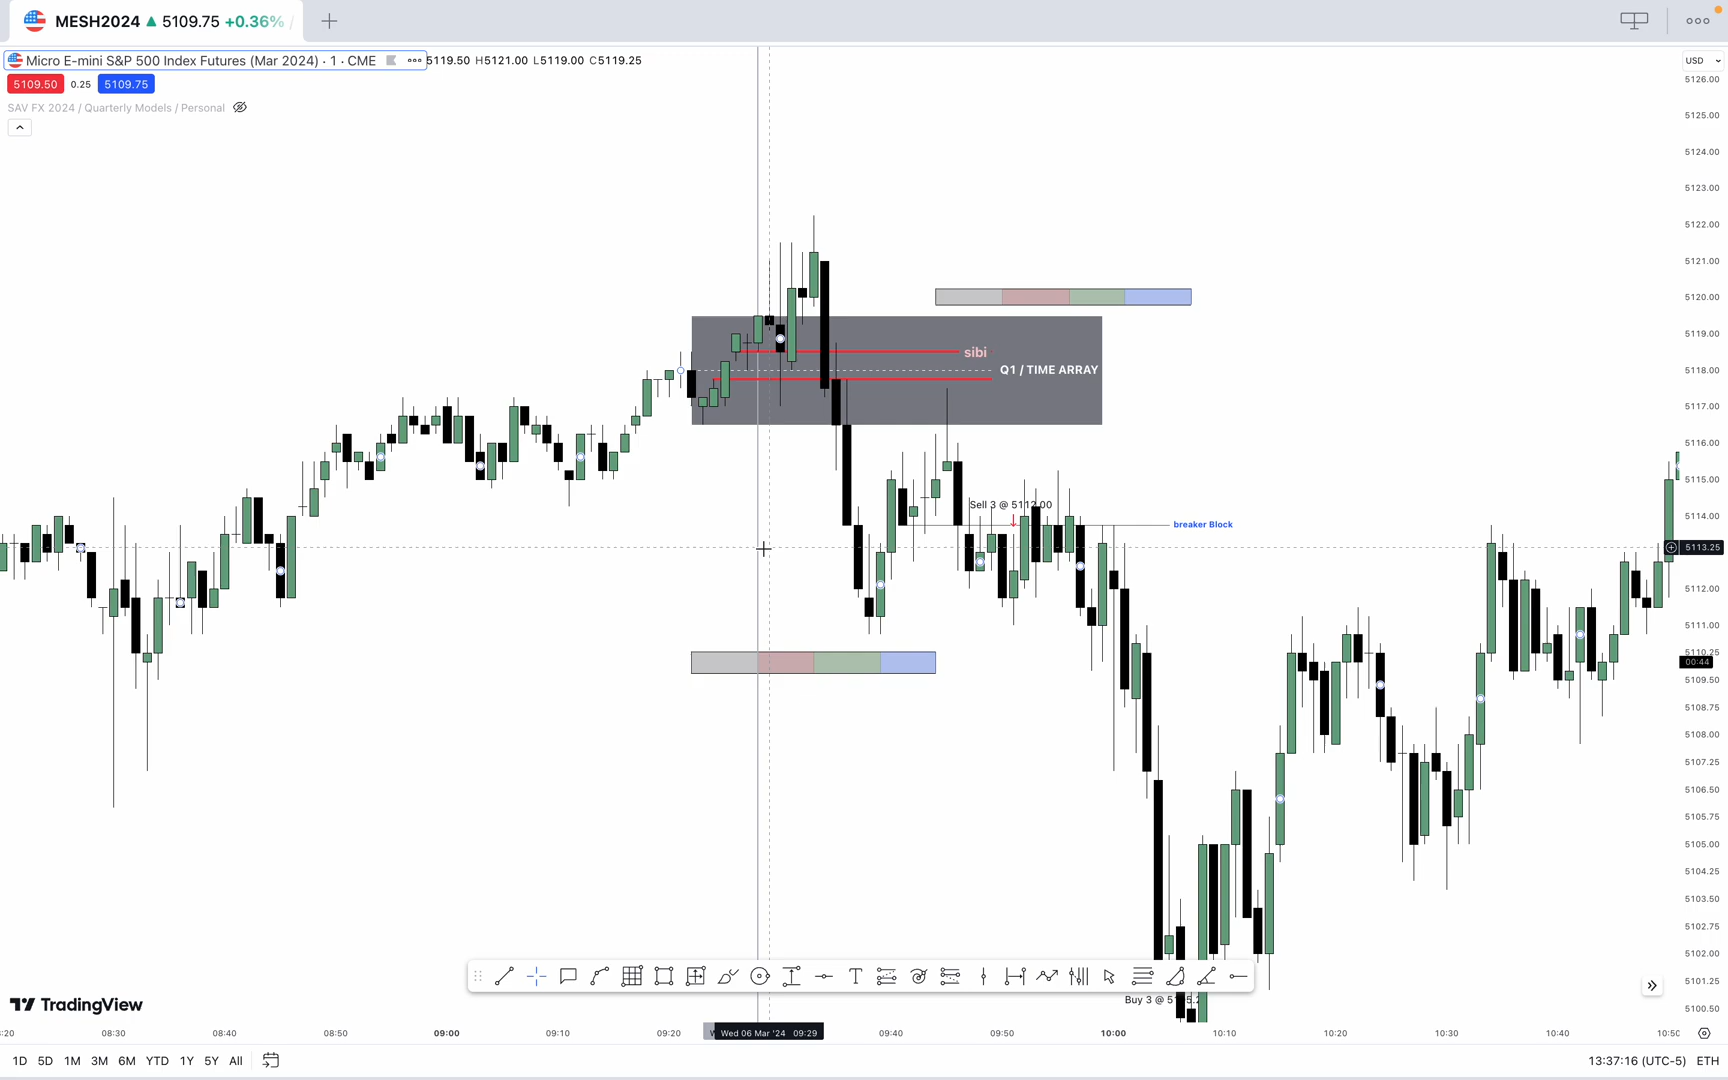 MESH2024 ▲ 5109.75 +0.36% /
Micro E-mini S&P 500 Index Futures (Mar 2024) · 1 · CME 5119.50 H5121.00 L5119.00 C5119.25
USD
5109.50 0.25 5109.75
SAV FX 2024 / Quarterly Models / Personal
5126.00
5125.00
5124.00
5123.00
5122.00
5121.00
5120.00
5119.00
sibi
Q1 / TIME ARRAY
5118.00
5117.00
5116.00
5115.00
Sell 3 @ 5112.00
5114.00
breaker Block
5113.25
5112.00
5111.00
5110.25
00:44
5109.50
5108.75
5108.00
5107.25
5106.50
5105.75
5105.00
5104.25
5103.50
5102.75
5102.00
5101.25
Buy 3 @
5100.50
TradingView
:20 08:30 08:40 08:50 09:00 09:10 09:20 Wed 06 Mar '24 09:29 09:40 09:50 10:00 10:10 10:20 10:30 10:40 10:50
1D 5D 1M 3M 6M YTD 1Y 5Y All 13:37:16 (UTC-5) ETH